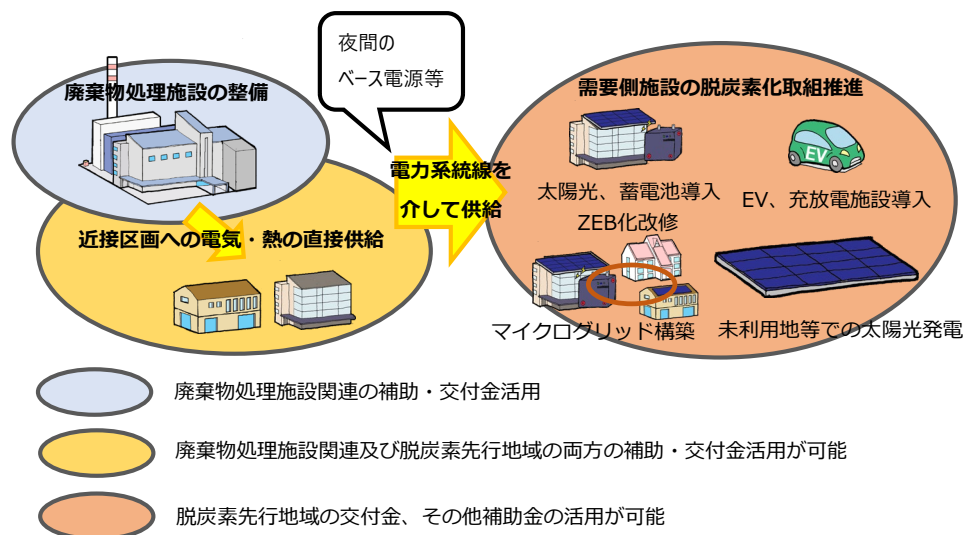 夜間の
ベース電源等
廃棄物処理施設の整備
近接区画への電気・熱の直接供給
電力系統線を
介して供給
需要側施設の脱炭素化取組推進
太陽光、蓄電池導入
ZEB化改修
EV
EV、充放電施設導入
マイクログリッド構築
未利用地等での太陽光発電
廃棄物処理施設関連の補助・交付金活用
廃棄物処理施設関連及び脱炭素先行地域の両方の補助・交付金活用が可能
脱炭素先行地域の交付金、その他補助金の活用が可能